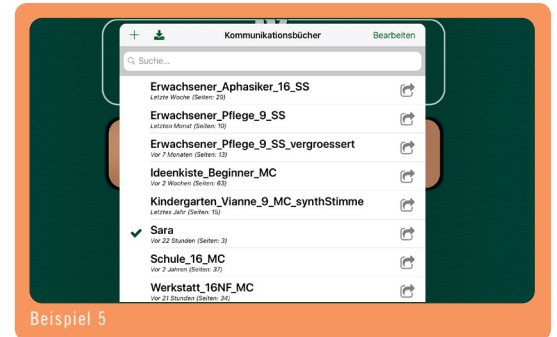 Kommunikationsbücher
Bearbeiten
Suche...
Erwachsener_Aphasiker_16_SS
Letzte Woche (Seiten: 29)
Erwachsener_Pflege_9_SS
Letzten Monat (Seiten: 10)
Erwachsener_Pflege_9_SS_vergroessert
Vor 7 Monaten (Seiten: 13)
Ideenkiste_Beginner_MC
Vor 2 Wochen (Seiten: 63)
Kindergarten_Vianne_9_MC_synthStimme
Letztes Jahr (Seiten: 15)
Sara
Vor 22 Stunden (Seiten: 3)
Schule_16_MC
Vor 2 Jahren (Seiten: 37)
Werkstatt_16NF_MC
Vor 21 Stunden (Seiten: 34)
Beispiel 5